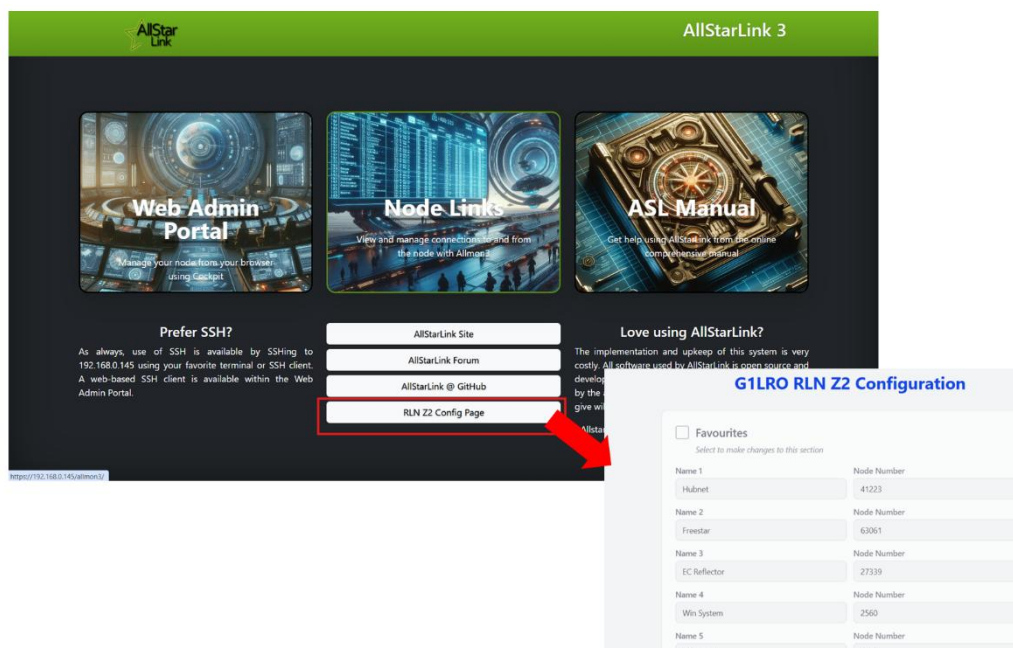 AllStar
Link
AllStarLink 3
Web Admin
Portal
Manage your node from your browser
using Cockpit
Node Links
View and manage connections to and from
the node with Allmon3
ASL Manual
Get help using AllStarLink from the online
comprehensive manual
Prefer SSH?
As always, use of SSH is available by SSHing to
192.168.0.145 using your favorite terminal or SSH client.
A web-based SSH client is available within the Web
Admin Portal.
AllStarLink Site
AllStarLink Forum
AllStarLink @ GitHub
RLN Z2 Config Page
Love using AllStarLink?
The implementation and upkeep of this system is very
costly. All software used by AllStarLink is open source and
develop
by the
give wil
Allsta
https://192.168.0.145/allmon3/
G1LRO RLN Z2 Configuration
Favourites
Select to make changes to this section
Name 1 Node Number
Hubnet 41223
Name 2 Node Number
Freestar 63061
Name 3 Node Number
EC Reflector 27339
Name 4 Node Number
Win System 2560
Name 5 Node Number